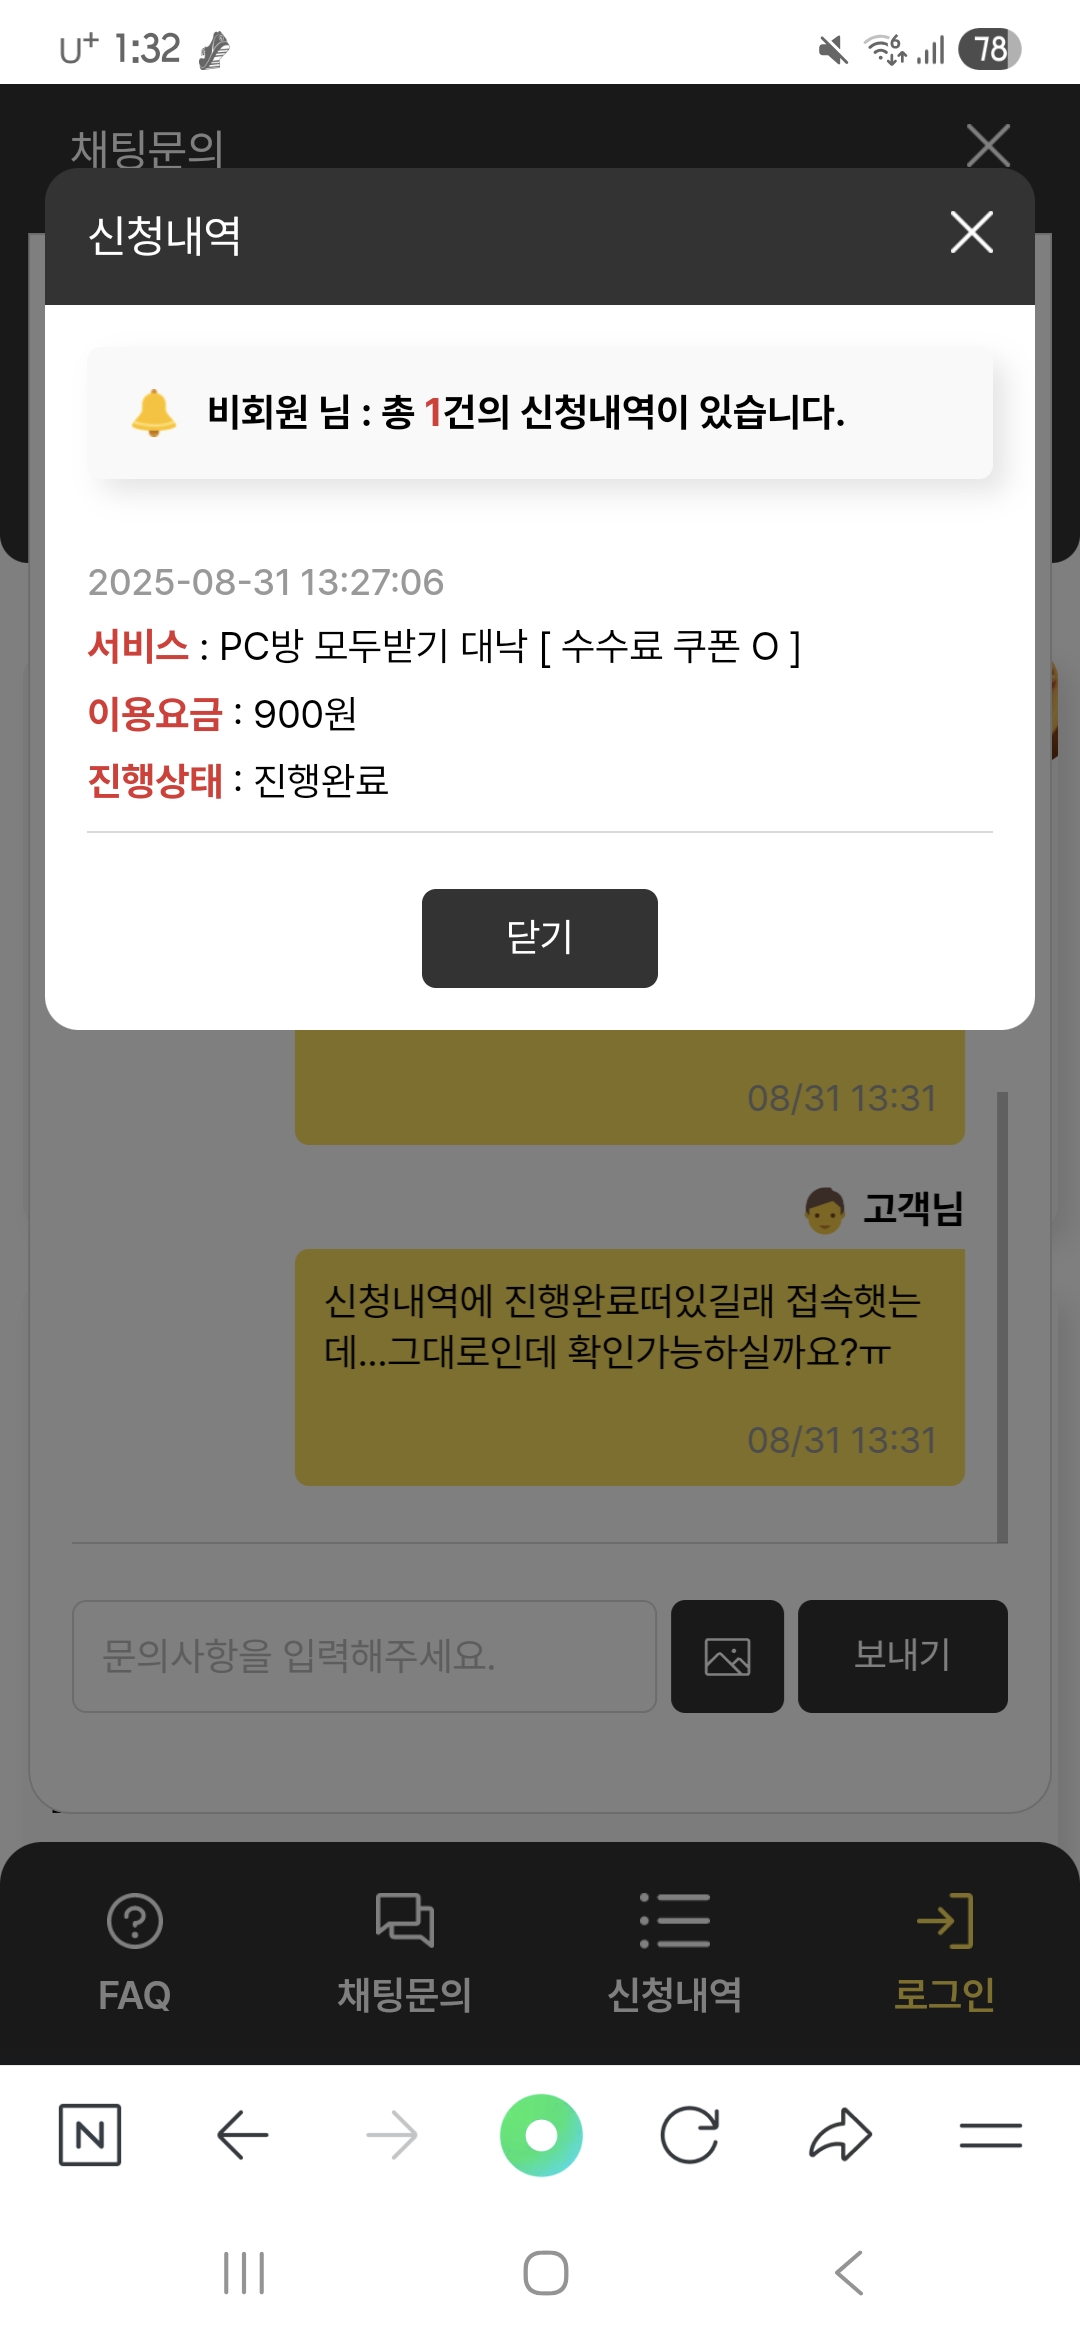 U+ 1:32
6 78
채팅문의
신청내역
비회원 님 : 총 1건의 신청내역이 있습니다.
2025-08-31 13:27:06
서비스 : PC방 모두받기 대낙 [ 수수료 쿠폰 O ]
이용요금 : 900원
진행상태 : 진행완료
닫기
08/31 13:31
고객님
신청내역에 진행완료떠있길래 접속햇는
데...그대로인데 확인가능하실까요?ㅠ
08/31 13:31
문의사항을 입력해주세요.
보내기
FAQ 채팅문의 신청내역 로그인
N